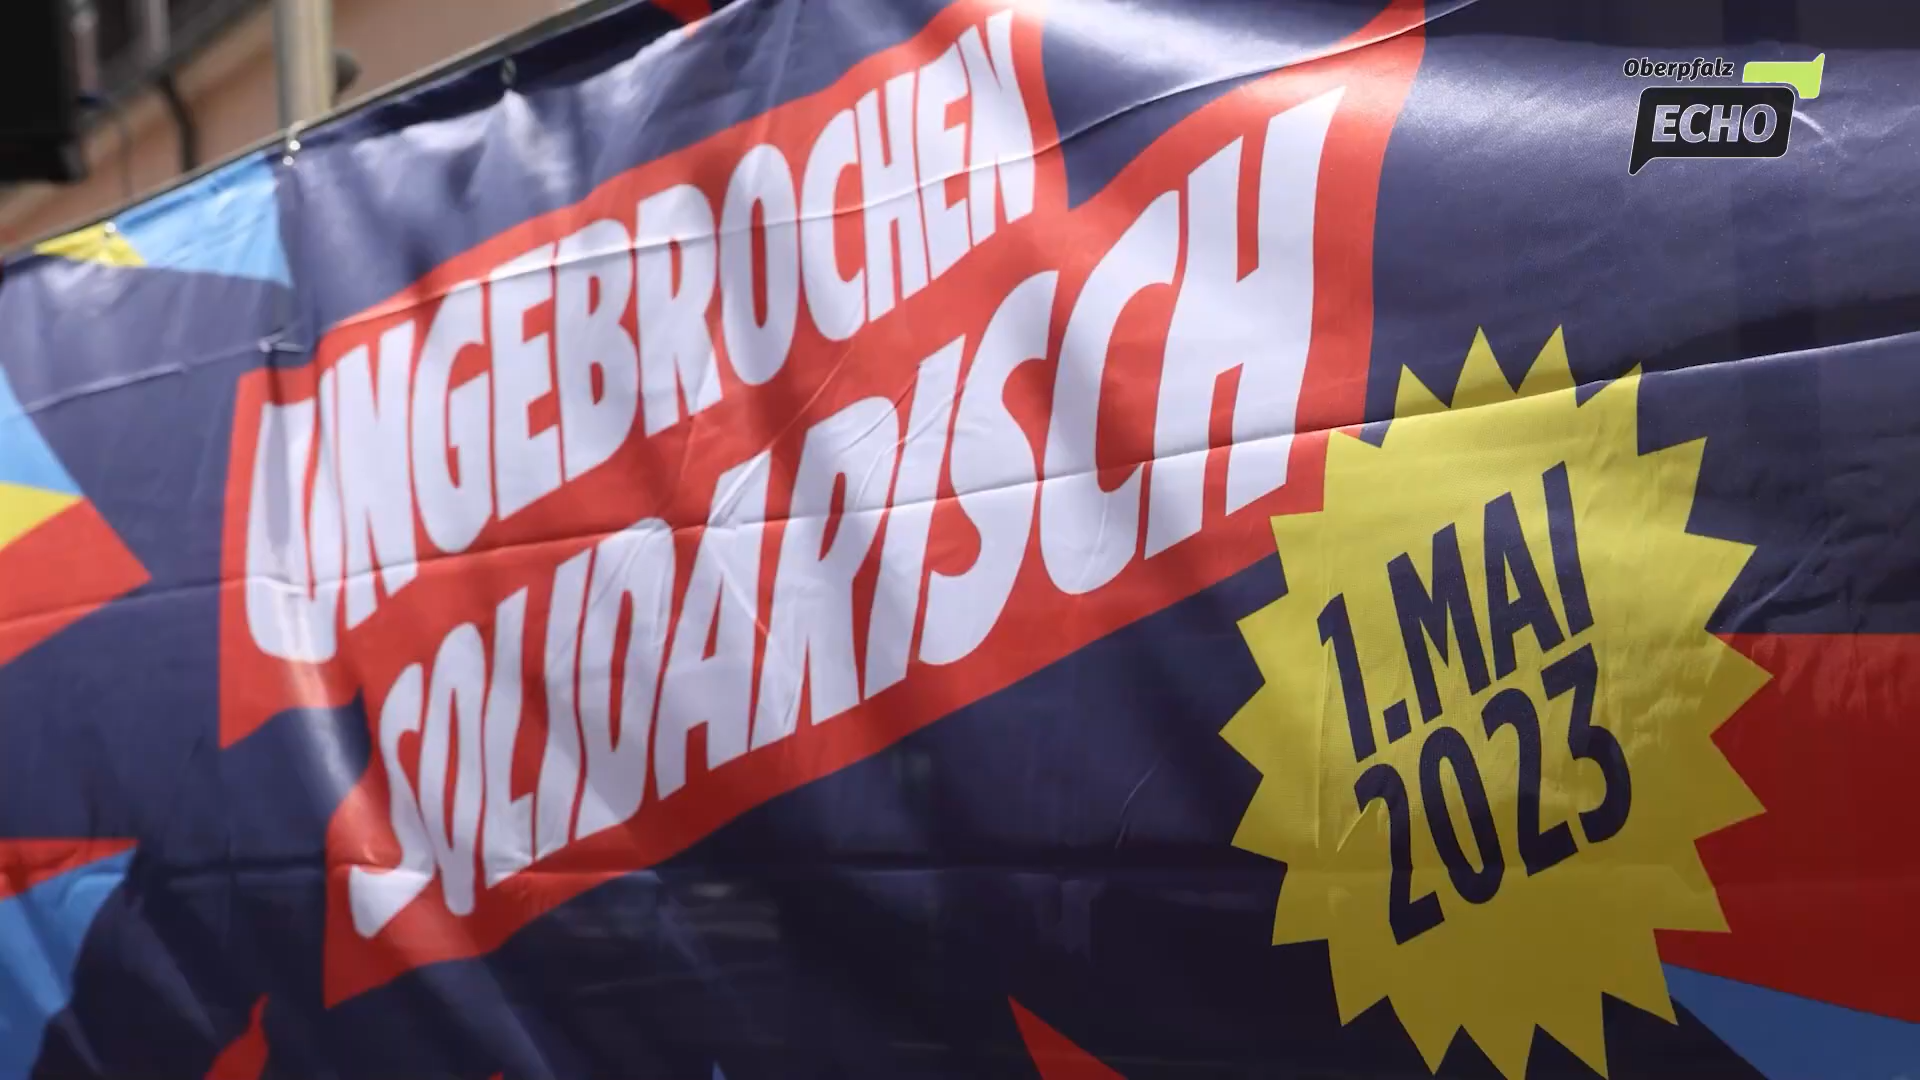 Oberpfalz
ECHO
UNGEBROCHEN
SOLIDARISCH
1.MAI
2023